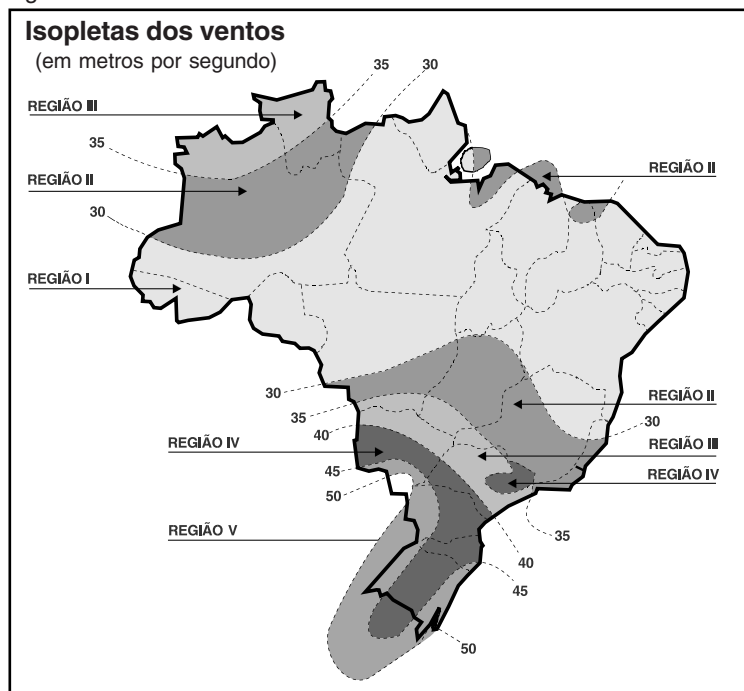 Isopletas dos ventos
(em metros por segundo)
35
30
REGIÃO III
35
REGIÃO II
REGIÃO II
30
REGIÃO I
30
REGIÃO II
35
30
40
REGIÃO IV
REGIÃO III
45
REGIÃO IV
50
REGIÃO V
35
40
45
50